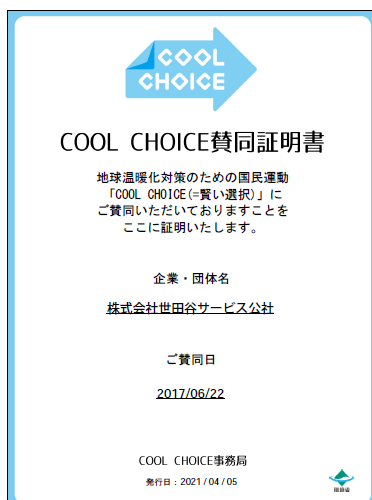 COOL
CHOICE
COOL CHOICE賛同証明書
地球温暖化対策のための国民運動
「COOL CHOICE(=賢い選択)」に
ご賛同いただいておりますことを
ここに証明いたします。
企業・団体名
株式会社世田谷サービス公社
ご賛同日
2017/06/22
COOL CHOICE事務局
発行日：2021/04/05
環境省